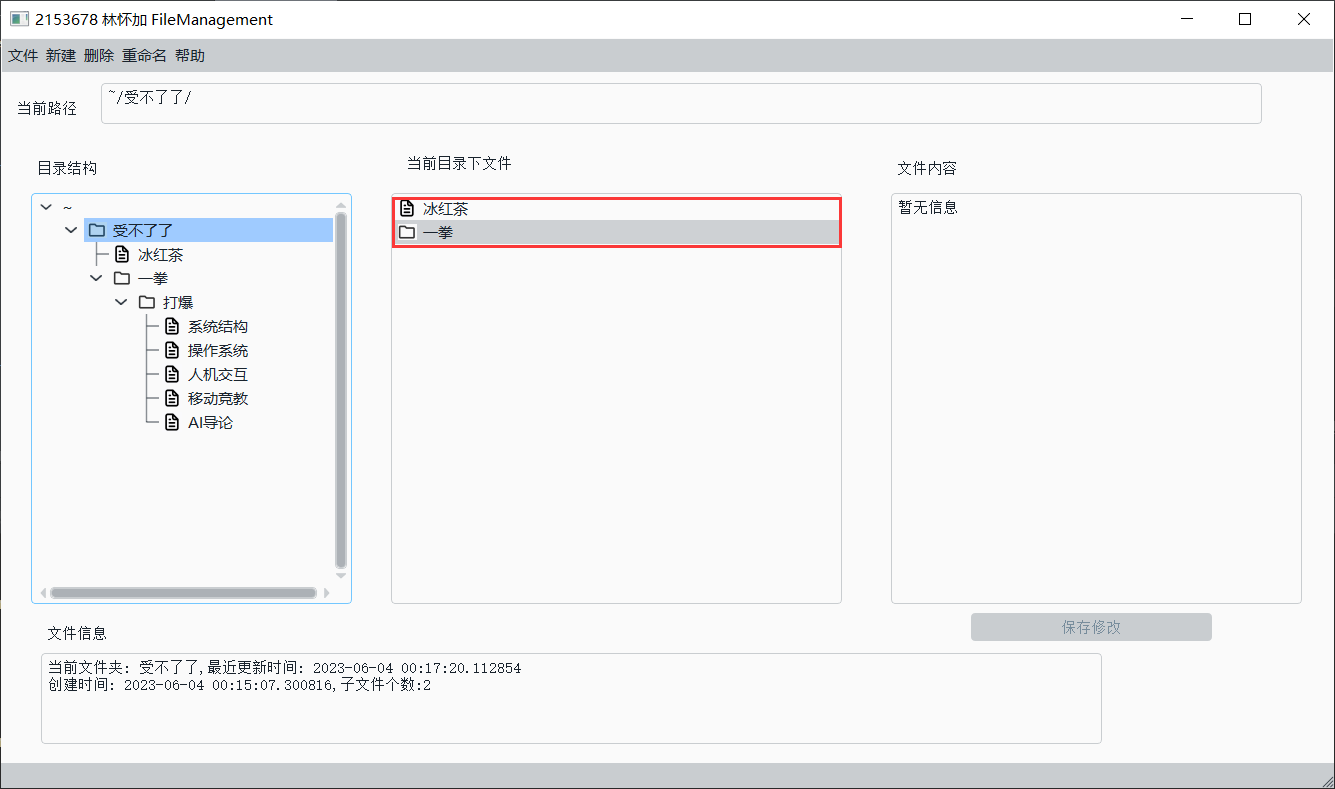 2153678 林怀加 FileManagement
文件 新建 删除 重命名 帮助
当前路径
~/受不了了/
目录结构
~
受不了了
冰红茶
一拳
打爆
系统结构
操作系统
人机交互
移动竞教
AI导论
当前目录下文件
冰红茶
一拳
文件内容
暂无信息
保存修改
文件信息
当前文件夹: 受不了了,最近更新时间: 2023-06-04 00:17:20.112854
创建时间: 2023-06-04 00:15:07.300816,子文件个数:2